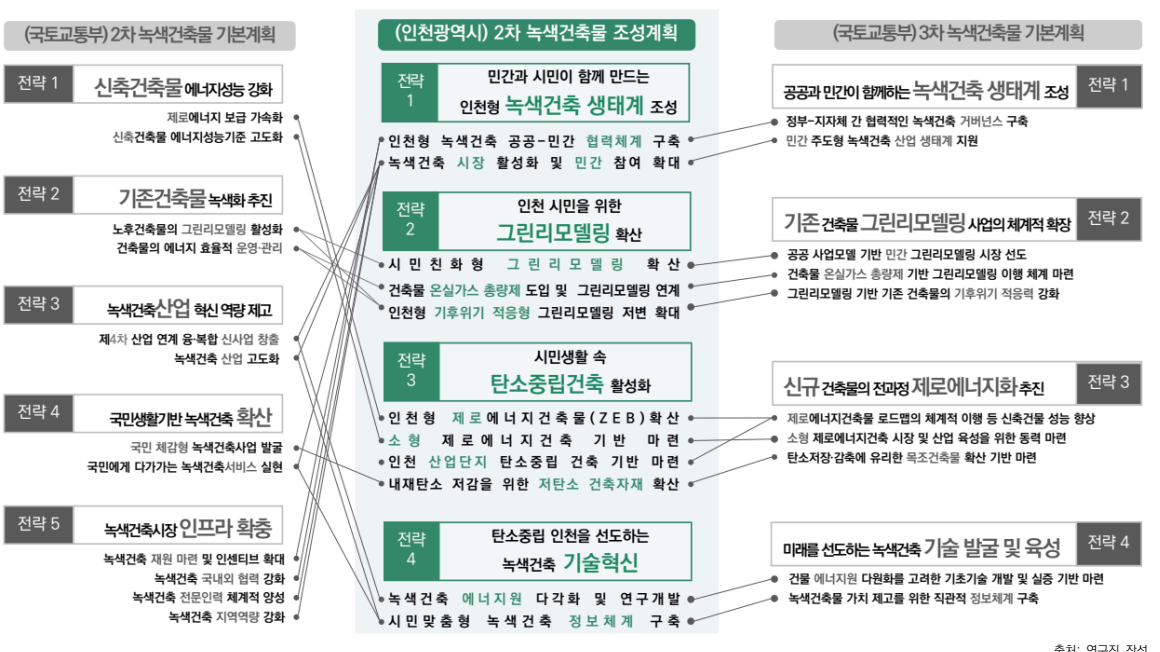 (국토교통부) 2차 녹색건축물 기본계획
전략 1
신축건축물 에너지성능 강화
제로에너지 보급 가속화
신축건축물 에너지성능기준 고도화
전략 2
기존건축물 녹색화 추진
노후건축물의 그린리모델링 활성화
건축물의 에너지 효율적 운영·관리
전략 3
녹색건축산업 혁신 역량 제고
제4차 산업 연계 융·복합 신사업 창출
녹색건축 산업 고도화
전략 4
국민생활기반 녹색건축 확산
국민 체감형 녹색건축사업 발굴
국민에게 다가가는 녹색건축서비스 실현
전략 5
녹색건축시장 인프라 확충
녹색건축 재원 마련 및 인센티브 확대
녹색건축 국내외 협력 강화
녹색건축 전문인력 체계적 양성
녹색건축 지역역량 강화
(인천광역시) 2차 녹색건축물 조성계획
전략
1
민간과 시민이 함께 만드는
인천형 녹색건축 생태계 조성
인천형 녹색건축 공공-민간 협력체계 구축
녹색건축 시장 활성화 및 민간 참여 확대
전략
2
인천 시민을 위한
그린리모델링 확산
시민친화형 그린리모델링 확산
건축물 온실가스 총량제 도입 및 그린리모델링 연계
인천형 기후위기 적응형 그린리모델링 저변 확대
전략
3
시민생활 속
탄소중립건축 활성화
인천형 제로에너지건축물(ZEB)확산
소형 제로에너지건축 기반 마련
인천 산업단지 탄소중립 건축 기반 마련
내재탄소 저감을 위한 저탄소 건축자재 확산
전략
4
탄소중립 인천을 선도하는
녹색건축 기술혁신
녹색건축 에너지원 다각화 및 연구개발
시민맞춤형 녹색건축 정보체계 구축
(국토교통부) 3차 녹색건축물 기본계획
공공과 민간이 함께하는 녹색건축 생태계 조성
전략 1
정부-지자체 간 협력적인 녹색건축 거버넌스 구축
민간 주도형 녹색건축 산업 생태계 지원
기존 건축물 그린리모델링 사업의 체계적 확장
전략 2
공공 사업모델 기반 민간 그린리모델링 시장 선도
건축물 온실가스 총량제 기반 그린리모델링 이행 체계 마련
그린리모델링 기반 기존 건축물의 기후위기 적응력 강화
신규 건축물의 전과정 제로에너지화 추진
전략 3
제로에너지건축물 로드맵의 체계적 이행 등 신축건물 성능 향상
소형 제로에너지건축 시장 및 산업 육성을 위한 동력 마련
탄소저장·감축에 유리한 목조건축물 확산 기반 마련
미래를 선도하는 녹색건축 기술 발굴 및 육성
전략 4
건물 에너지원 다원화를 고려한 기초기술 개발 및 실증 기반 마련
녹색건축물 가치 제고를 위한 직관적 정보체계 구축
출처: 연구진 작성